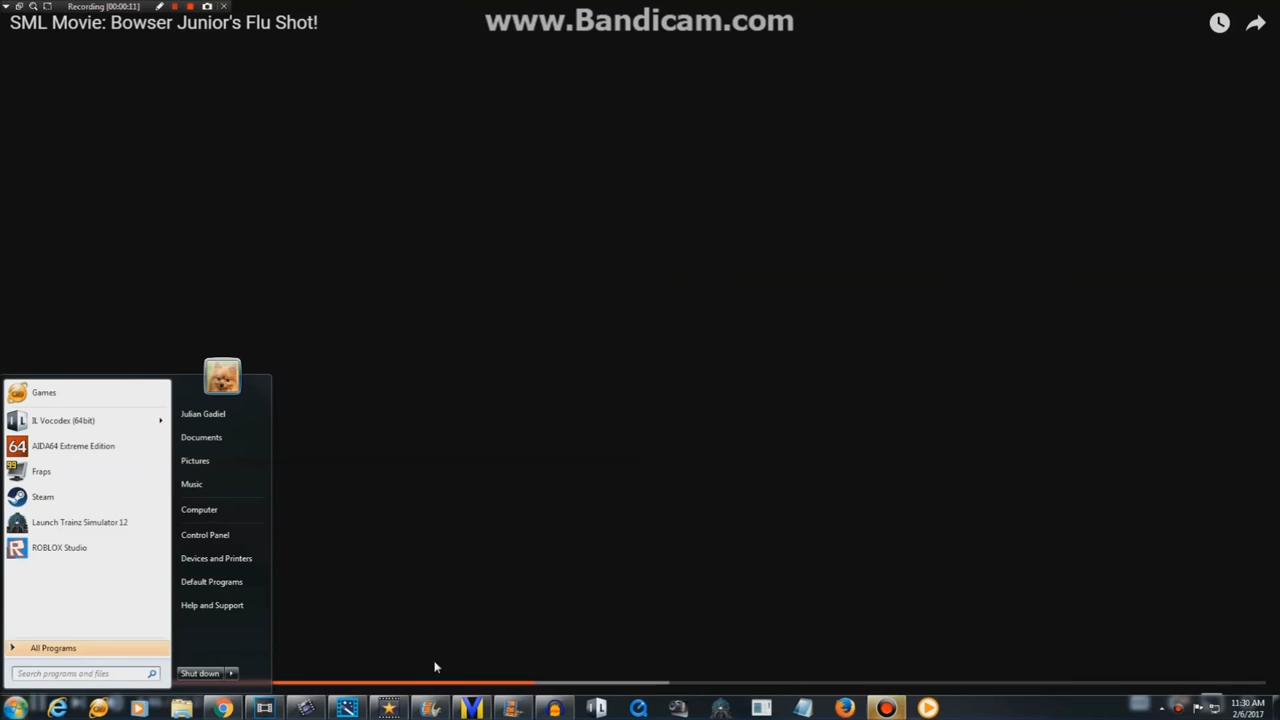 Recording [00:00:11]
SML Movie: Bowser Junior's Flu Shot!
www.Bandicam.com
Games
IL Vocodex (64bit)
64
AIDA64 Extreme Edition
99
Fraps
Steam
Launch Trainz Simulator 12
ROBLOX Studio
All Programs
Search programs and files
Julian Gadiel
Documents
Pictures
Music
Computer
Control Panel
Devices and Printers
Default Programs
Help and Support
Shut down
11:30 AM
2/6/2017